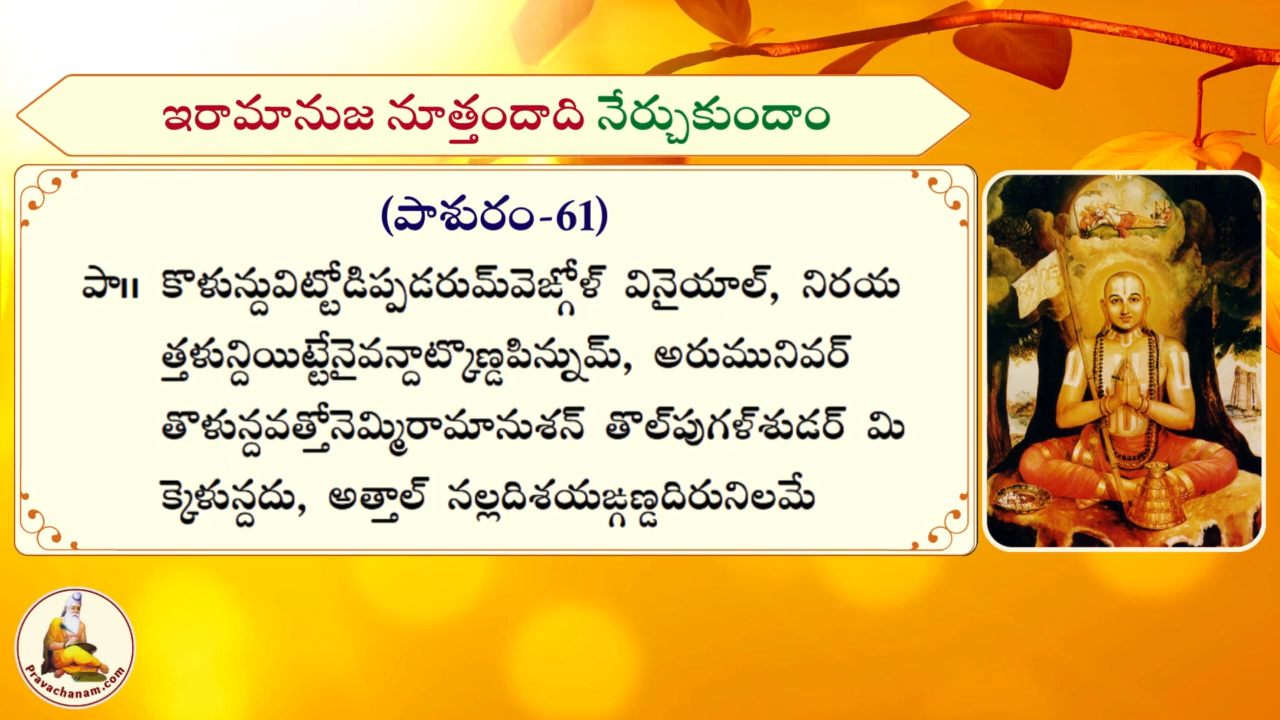 ఇరామానుజ నూత్తందాది నేర్చుకుందాం
(పాశురం-61)
పా॥ కొళున్దువిట్టోడిప్పడరుమ్‌వెఙ్గోళ్ వినైయాల్, నిరయ
త్తళున్దియిట్టేనైవన్దాట్కొణ్డపిన్నుమ్, అరుమునివర్
తొళున్దవత్తోనెమ్మిరామానుశన్ తొల్‌పుగళ్‌శుడర్ మి
క్కెళున్దదు, అత్తాల్ నల్లదిశయఙ్గణ్డదిరునిలమే
Pravachanam.com